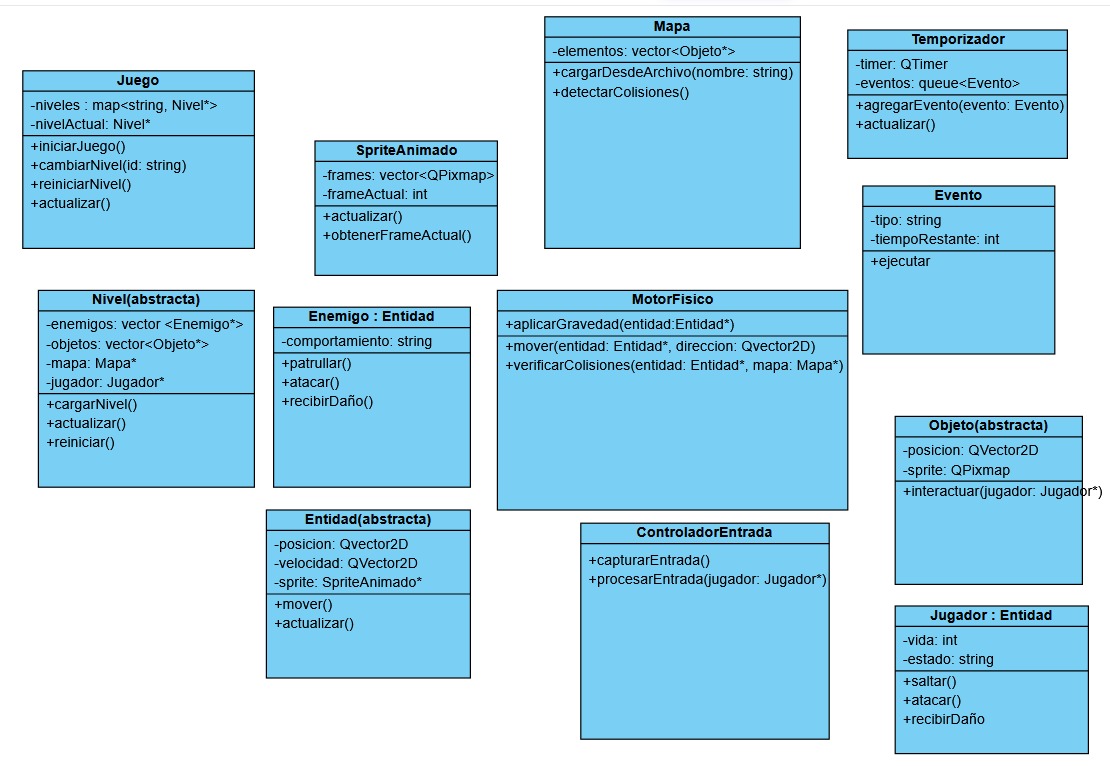 Juego
-niveles : map<string, Nivel*>
-nivelActual: Nivel*
+iniciarJuego()
+cambiarNivel(id: string)
+reiniciarNivel()
+actualizar()
SpriteAnimado
-frames: vector<QPixmap>
-frameActual: int
+actualizar()
+obtenerFrameActual()
Mapa
-elementos: vector<Objeto*>
+cargarDesdeArchivo(nombre: string)
+detectarColisiones()
Temporizador
-timer: QTimer
-eventos: queue<Evento>
+agregarEvento(evento: Evento)
+actualizar()
Evento
-tipo: string
-tiempoRestante: int
+ejecutar
Nivel(abstracta)
-enemigos: vector <Enemigo*>
-objetos: vector<Objeto*>
-mapa: Mapa*
-jugador: Jugador*
+cargarNivel()
+actualizar()
+reiniciar()
Enemigo : Entidad
-comportamiento: string
+patrullar()
+atacar()
+recibirDaño()
MotorFisico
+aplicarGravedad(entidad:Entidad*)
+mover(entidad: Entidad*, direccion: Qvector2D)
+verificarColisiones(entidad: Entidad*, mapa: Mapa*)
Objeto(abstracta)
-posicion: QVector2D
-sprite: QPixmap
+interactuar(jugador: Jugador*)
Entidad(abstracta)
-posicion: Qvector2D
-velocidad: QVector2D
-sprite: SpriteAnimado*
+mover()
+actualizar()
ControladorEntrada
+capturarEntrada()
+procesarEntrada(jugador: Jugador*)
Jugador : Entidad
-vida: int
-estado: string
+saltar()
+atacar()
+recibirDaño